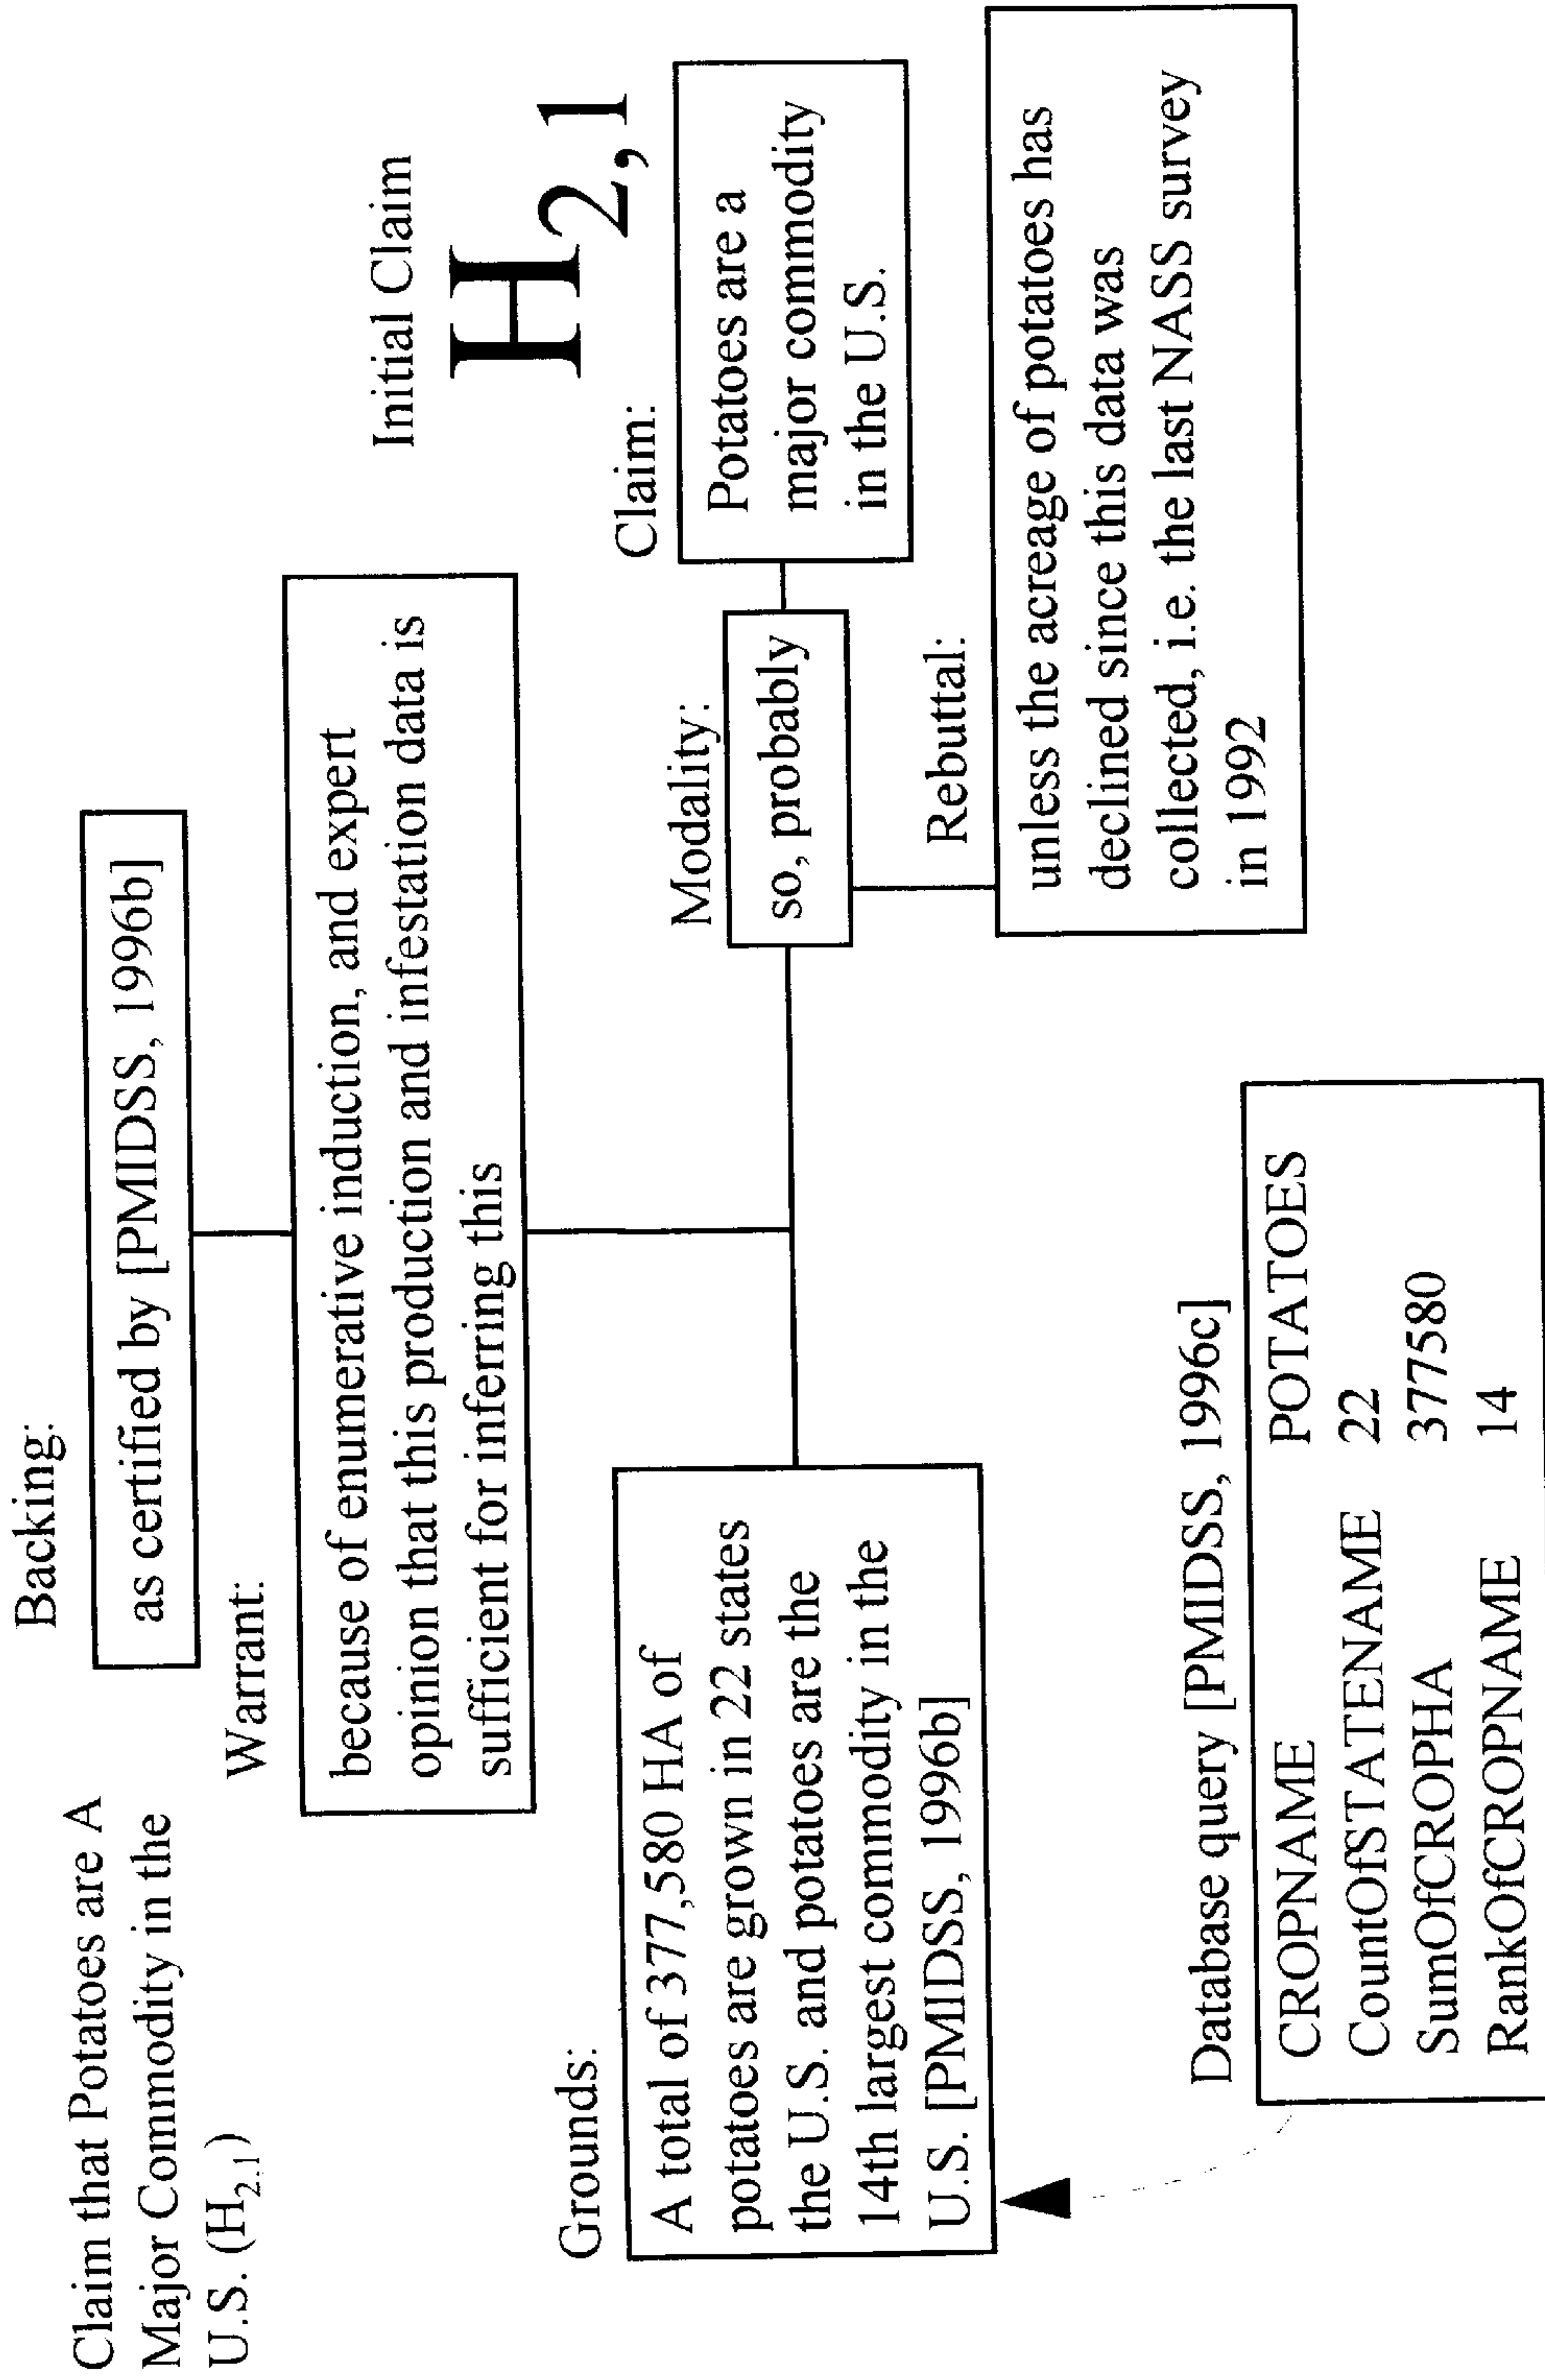 Claim that Potatoes are A
Major Commodity in the
U.S. (H2,1)
Backing:
as certified by [PMIDSS, 1996b]
Warrant:
because of enumerative induction, and expert
opinion that this production and infestation data is
sufficient for inferring this
Initial Claim
H2,1
Grounds:
A total of 377,580 HA of
potatoes are grown in 22 states
the U.S. and potatoes are the
14th largest commodity in the
U.S. [PMIDSS, 1996b]
Modality:
so, probably
Claim:
Potatoes are a
major commodity
in the U.S.
Rebuttal:
unless the acreage of potatoes has
declined since this data was
collected, i.e. the last NASS survey
in 1992
Database query [PMIDSS, 1996c]
CROPNAME POTATOES
CountOfSTATENAME 22
SumOfCROPHA 377580
RankOfCROPNAME 14